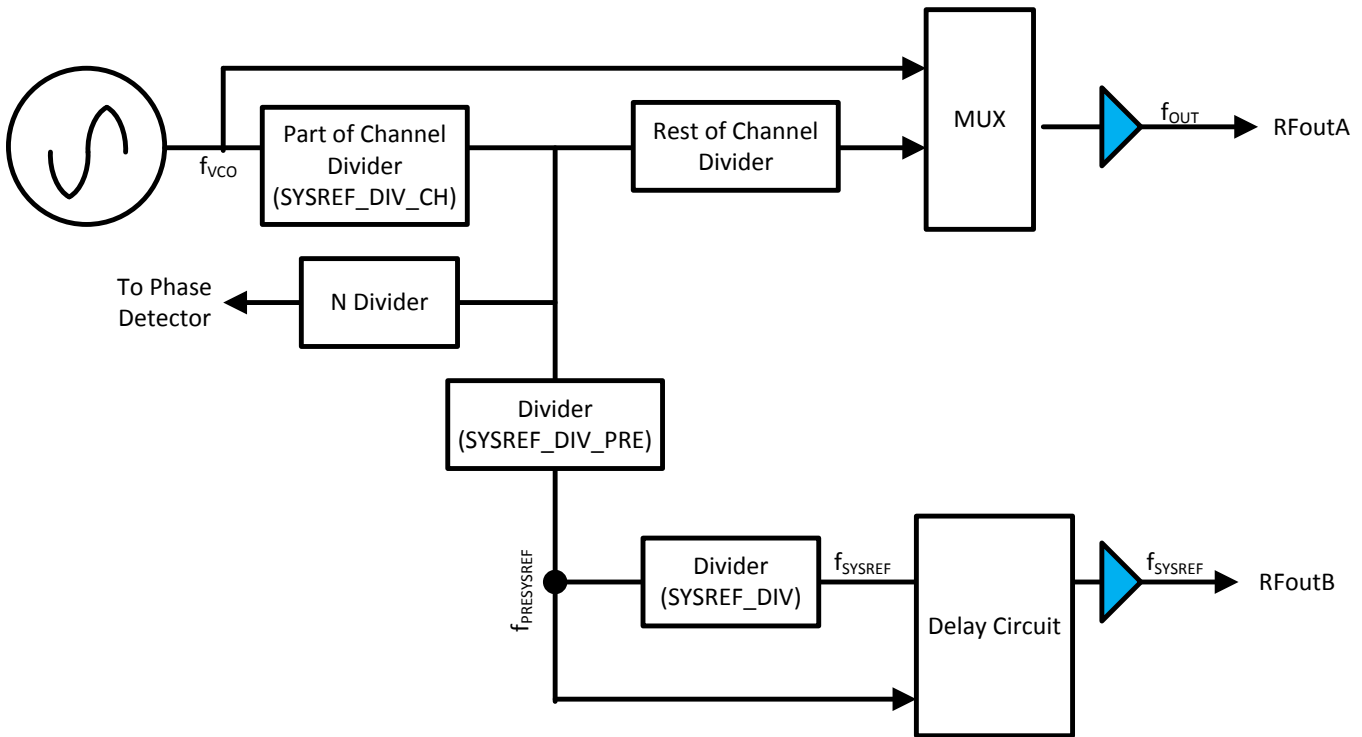 Part of Channel
Divider
(SYSREF_DIV_CH)
fVCO
Rest of Channel
Divider
MUX
fOUT
RFoutA
To Phase
Detector
N Divider
Divider
(SYSREF_DIV_PRE)
fPRESYSREF
Divider
(SYSREF_DIV)
fSYSREF
Delay Circuit
fSYSREF
RFoutB